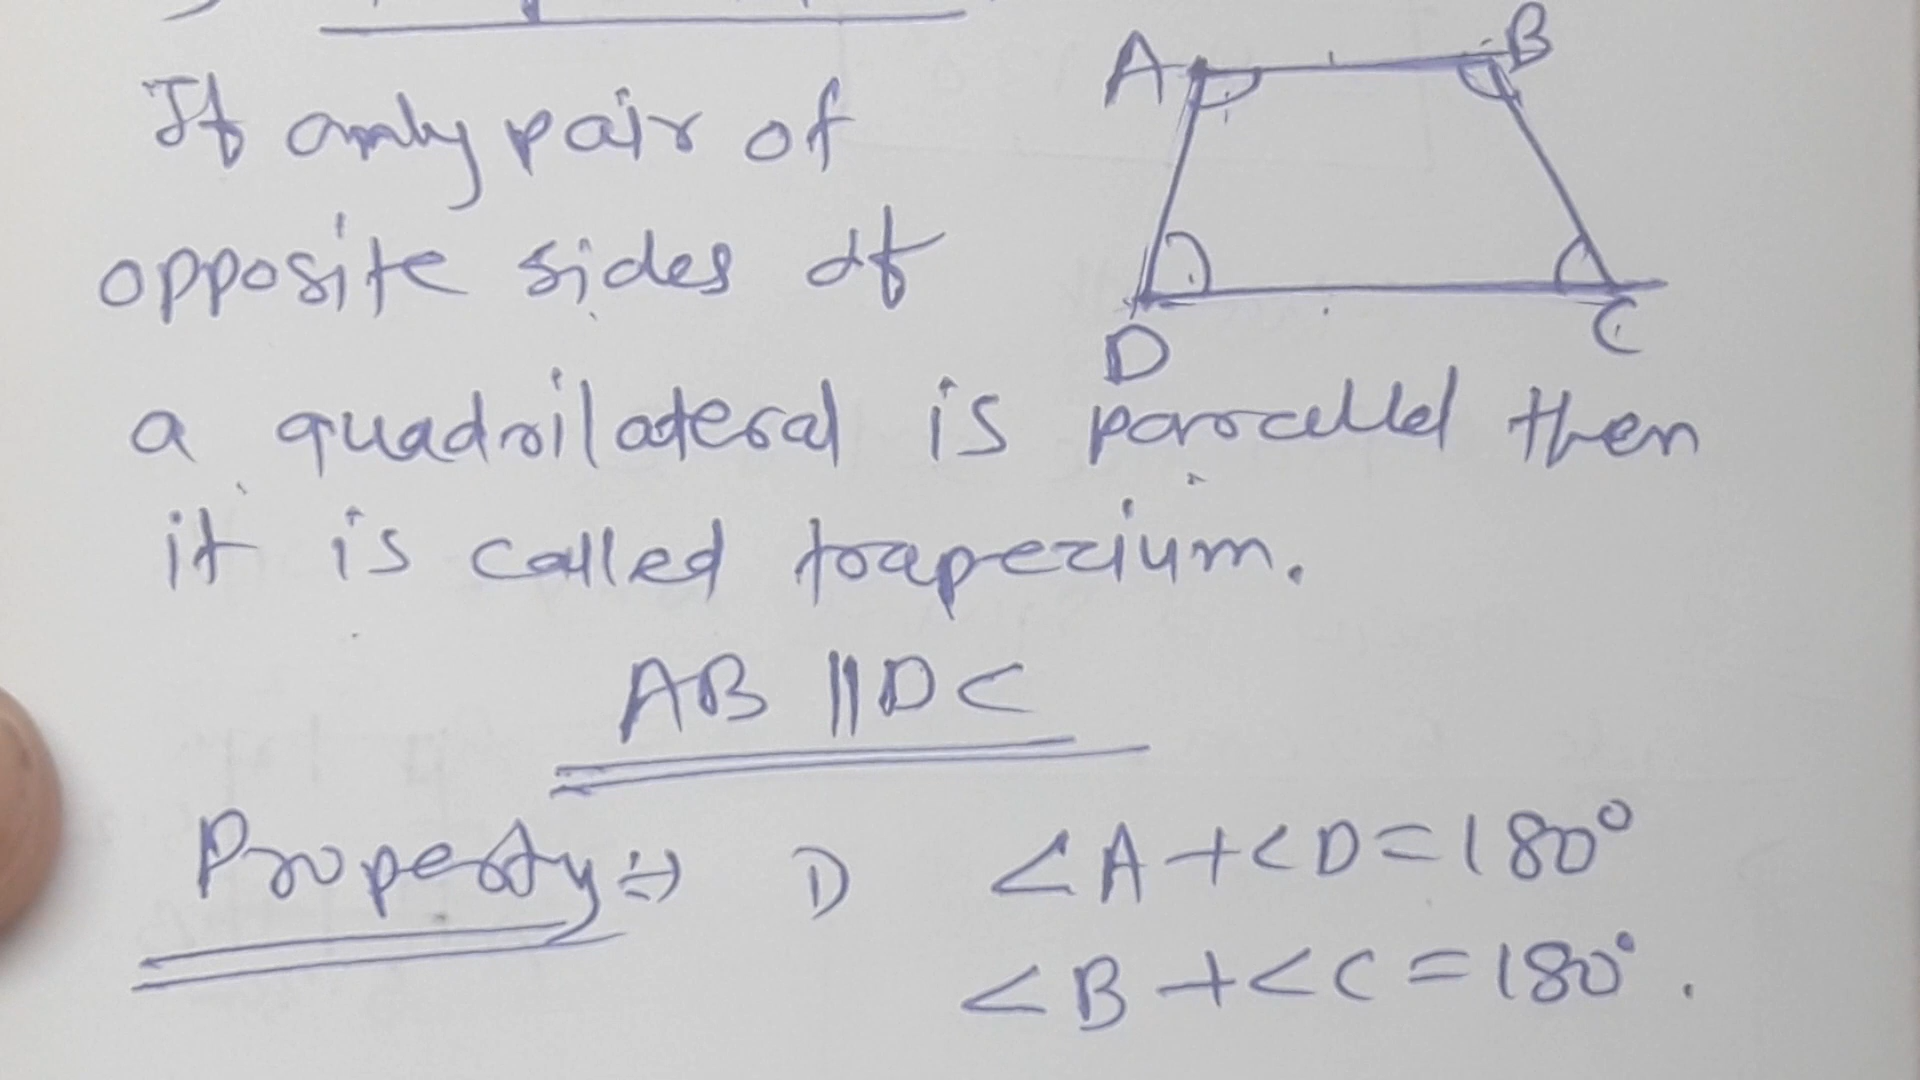 A B
If only pair of
opposite sides of
D C
a quadrilateral is parallel then
it is called trapezium.
AB || DC
Property :⇒ 1) ∠A + ∠D = 180°
∠B + ∠C = 180°.